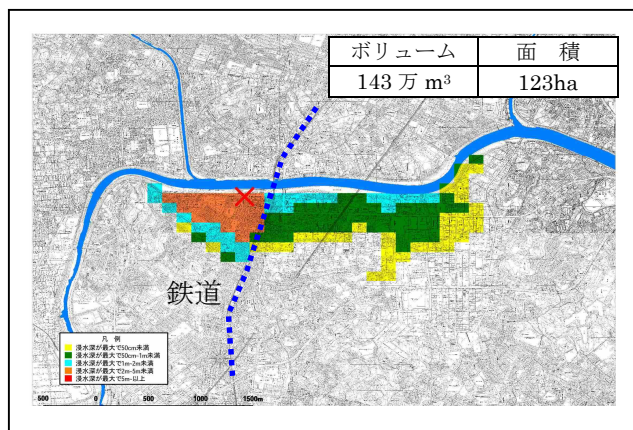 ボリューム 面 積
143 万 m³ 123ha
鉄道
凡 例
浸水深が最大で50cm未満
浸水深が最大で50cm-1m未満
浸水深が最大で1m-2m未満
浸水深が最大で2m-5m未満
浸水深が最大で5m-以上
500 0 500 1000 1500m